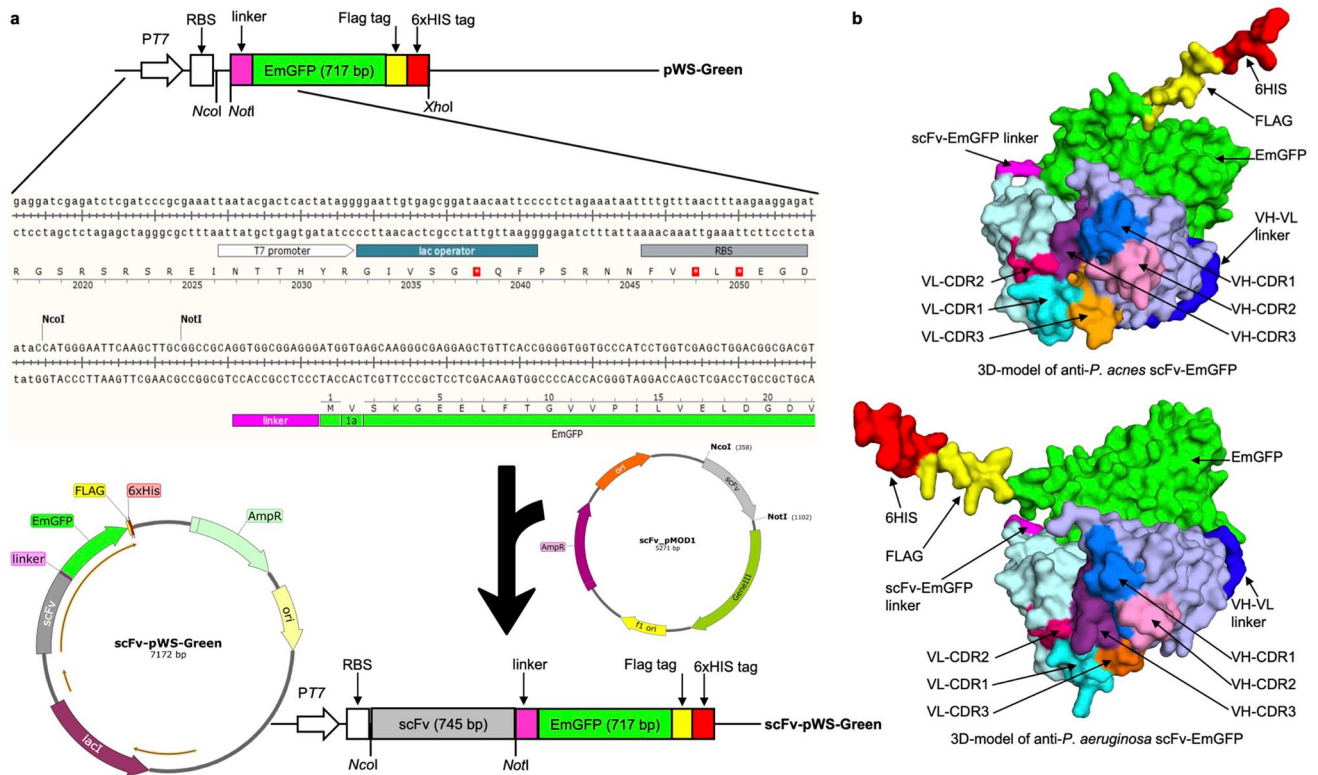 a
RBS
linker
Flag tag
6xHIS tag
PT7
EmGFP (717 bp)
pWS-Green
NcoI
NotI
XhoI
gaggatcgagatctcgatcccgcgaaattaatacgactcactataggggaattgtgagcggataacaattcccctctagaaataattttgtttaactttaagaaggagat
ctcctagctctagagctagggcgctttaattatgctgagtgatatccccttaacactcgcctattgttaaggggagatctttattaaaacaaattgaaattcttcctcta
T7 promoter
lac operator
RBS
R G S R S R S R E I N T T H Y R G I V S G * Q F P S R N N F V * L * E G D
2020 2025 2030 2035 2040 2045 2050
NcoI
NotI
ataCCATGGGAATTCAAGCTTGCGGCCGCAGGTGGCGGAGGGATGGTGAGCAAGGGCGAGGAGCTGTTCACCGGGGTGGTGCCCATCCTGGTCGAGCTGGACGGCGACGT
tatGGTACCCTTAAGTTCGAACGCCGGCGTCCACCGCCTCCCTACCACTCGTTCCCGCTCCTCGACAAGTGGCCCCACCACGGGTAGGACCAGCTCGACCTGCCGCTGCA
1 5 10 15 20
M V S K G E E L F T G V V P I L V E L D G D V
linker
1a
EmGFP
NcoI (358)
ori
scFv
NotI (1102)
scFv_pMOD1
5271 bp
AmpR
GeneIII
f1 ori
FLAG
6xHis
EmGFP
AmpR
linker
scFv
ori
scFv-pWS-Green
7172 bp
lacI
RBS
linker
Flag tag
6xHIS tag
PT7
scFv (745 bp)
EmGFP (717 bp)
scFv-pWS-Green
NcoI
NotI
b
6HIS
FLAG
scFv-EmGFP linker
EmGFP
VH-VL
linker
VL-CDR2
VL-CDR1
VL-CDR3
VH-CDR1
VH-CDR2
VH-CDR3
3D-model of anti-P. acnes scFv-EmGFP
EmGFP
6HIS
FLAG
scFv-EmGFP
linker
VH-VL
linker
VL-CDR2
VL-CDR1
VL-CDR3
VH-CDR1
VH-CDR2
VH-CDR3
3D-model of anti-P. aeruginosa scFv-EmGFP